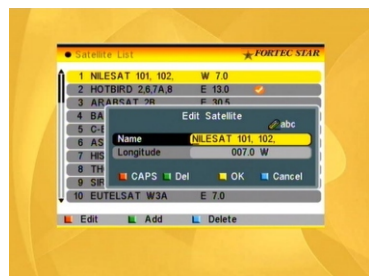 Satellite List
FORTEC STAR
1 NILESAT 101, 102, W 7.0
2 HOTBIRD 2,6,7A,8 E 13.0
3 ARABSAT 2B E 30.5
4 BA
5 C-
6 AS
7 HIS
8 TH
9 SIR
10 EUTELSAT W3A E 7.0
Edit Satellite
abc
Name NILESAT 101, 102,
Longitude 007.0 W
CAPS Del OK Cancel
Edit Add Delete